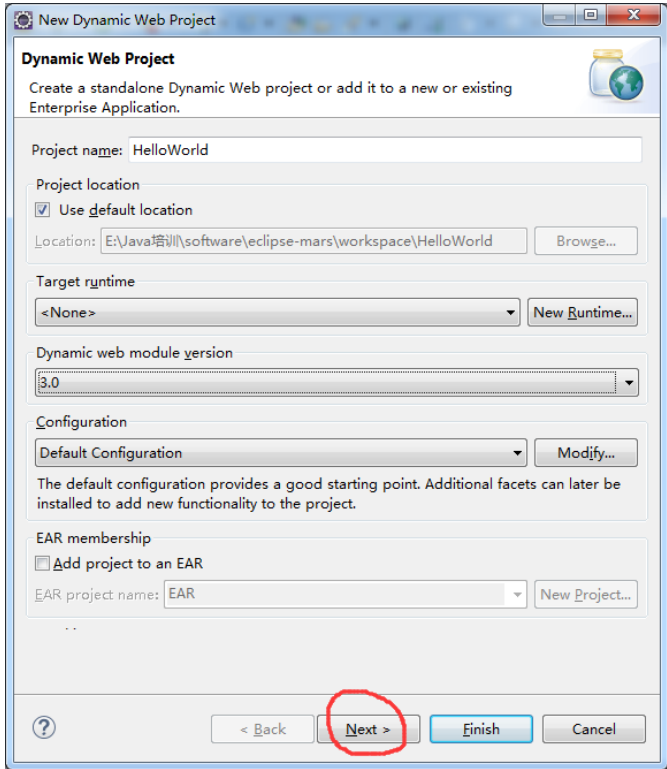 New Dynamic Web Project
Dynamic Web Project
Create a standalone Dynamic Web project or add it to a new or existing
Enterprise Application.
Project name: HelloWorld
Project location
Use default location
Location: E:\Java培训\software\eclipse-mars\workspace\HelloWorld Browse...
Target runtime
<None> New Runtime...
Dynamic web module version
3.0
Configuration
Default Configuration Modify...
The default configuration provides a good starting point. Additional facets can later be
installed to add new functionality to the project.
EAR membership
Add project to an EAR
EAR project name: EAR New Project...
? < Back Next > Finish Cancel